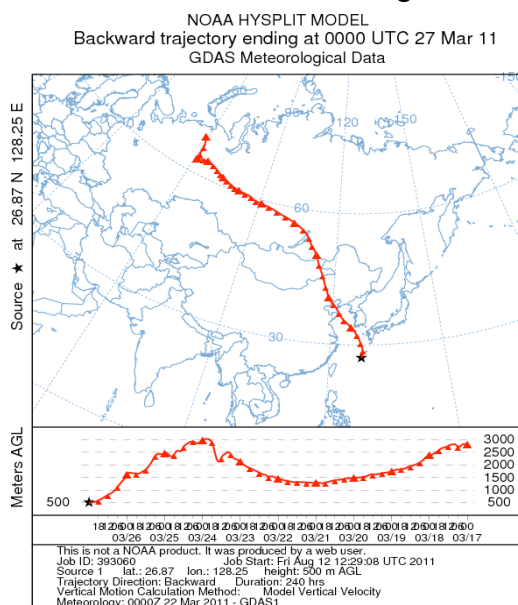 NOAA HYSPLIT MODEL
Backward trajectory ending at 0000 UTC 27 Mar 11
GDAS Meteorological Data
Source ★ at 26.87 N 128.25 E
-150
120
150
90
60
60
30
Meters AGL
500
3000
2500
2000
1500
1000
500
03/26 03/25 03/24 03/23 03/22 03/21 03/20 03/19 03/18 03/17
This is not a NOAA product. It was produced by a web user.
Job ID: 393060 Job Start: Fri Aug 12 12:29:08 UTC 2011
Source 1 lat.: 26.87 lon.: 128.25 height: 500 m AGL
Trajectory Direction: Backward Duration: 240 hrs
Vertical Motion Calculation Method: Model Vertical Velocity
Meteorology: 0000Z 22 Mar 2011 - GDAS1